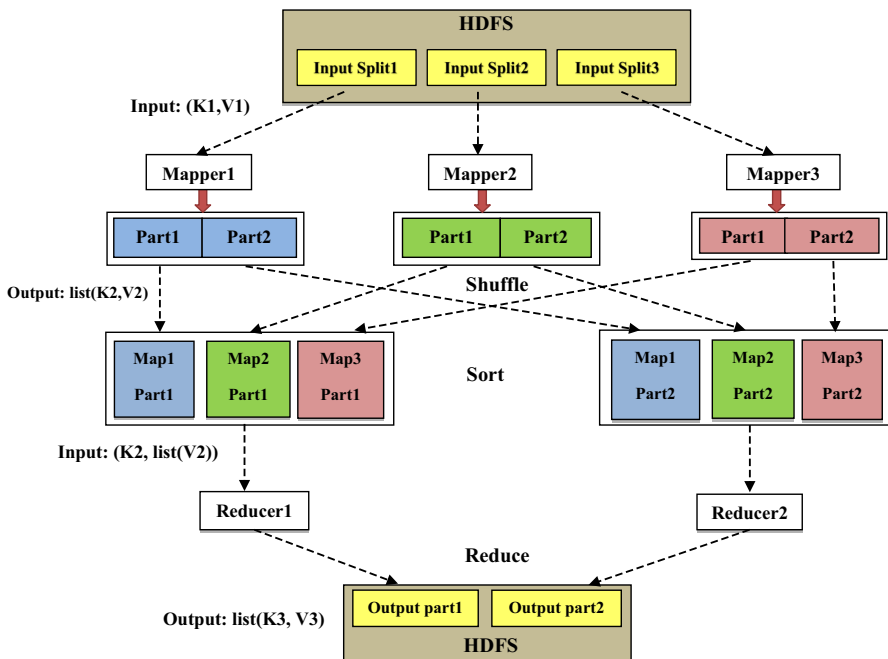 HDFS
Input Split1 Input Split2 Input Split3
Input: (K1,V1)
Mapper1 Mapper2 Mapper3
Part1 Part2 Part1 Part2 Part1 Part2
Shuffle
Output: list(K2,V2)
Map1 Map2 Map3 Map1 Map2 Map3
Sort
Part1 Part1 Part1 Part2 Part2 Part2
Input: (K2, list(V2))
Reducer1 Reducer2
Reduce
Output part1 Output part2
Output: list(K3, V3)
HDFS